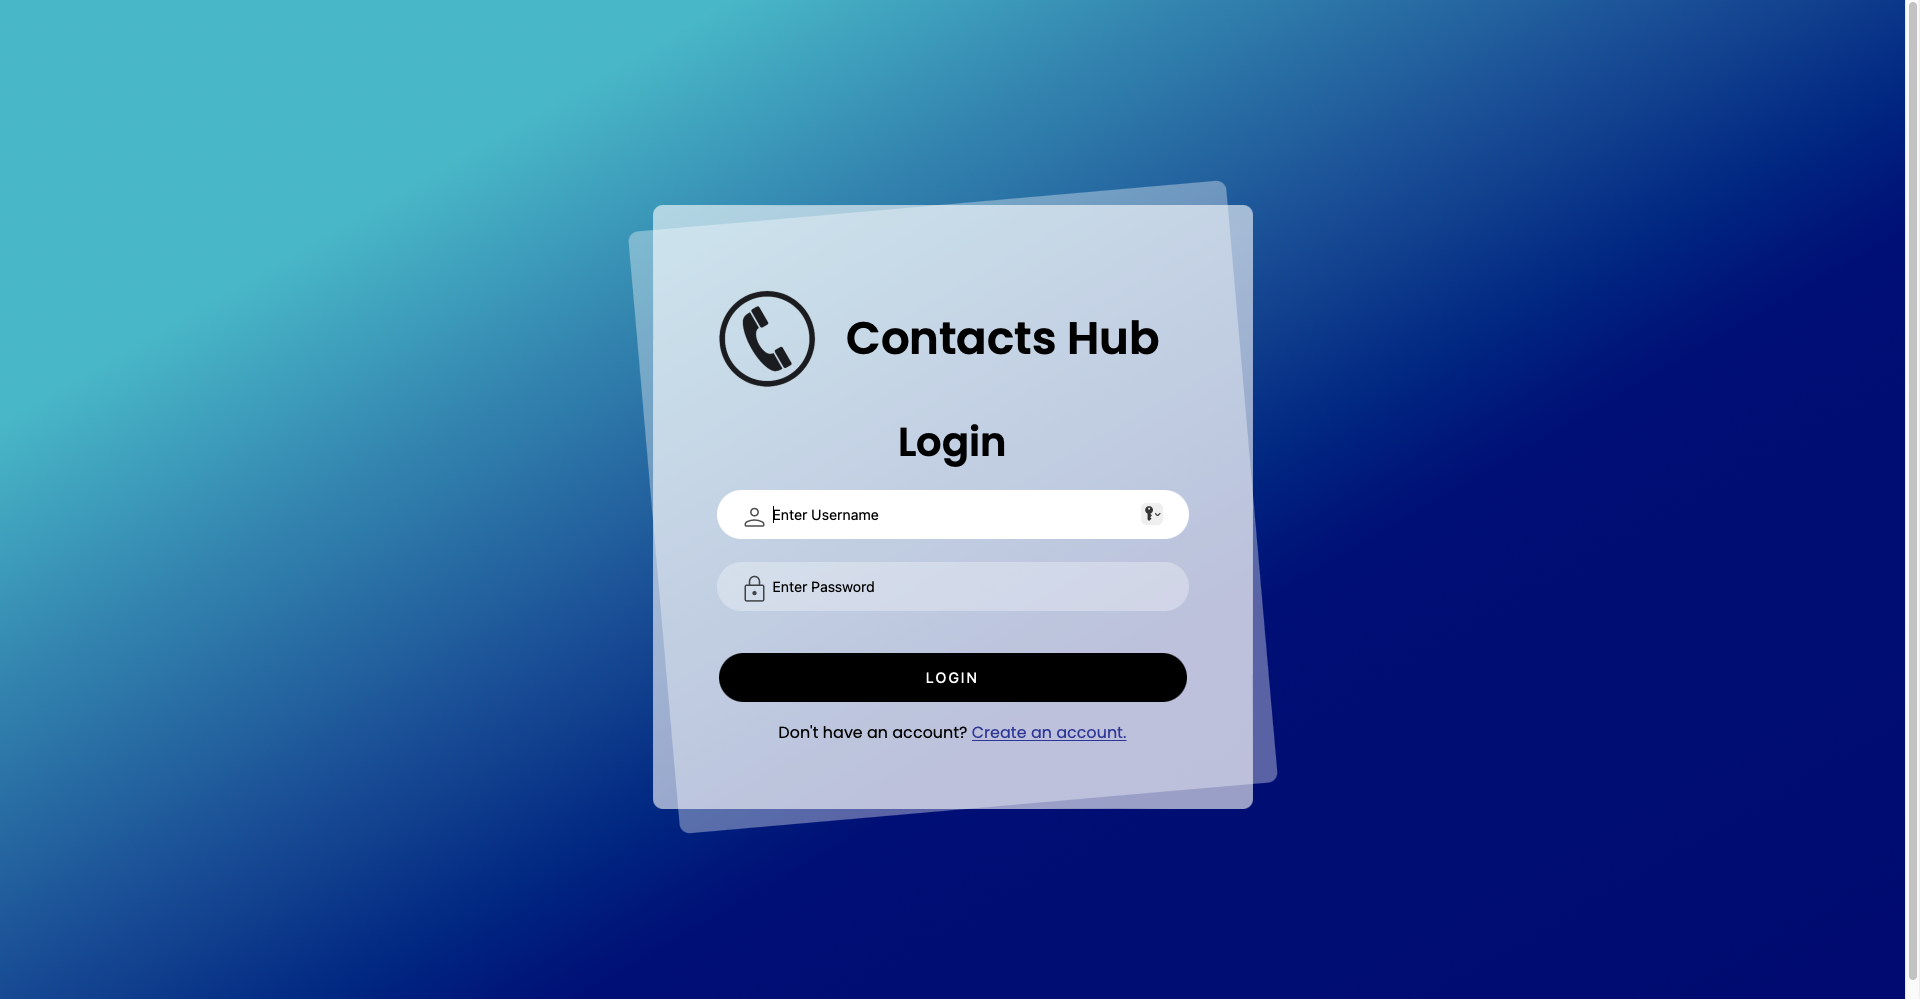 Contacts Hub
Login
Enter Username
Enter Password
LOGIN
Don't have an account? Create an account.